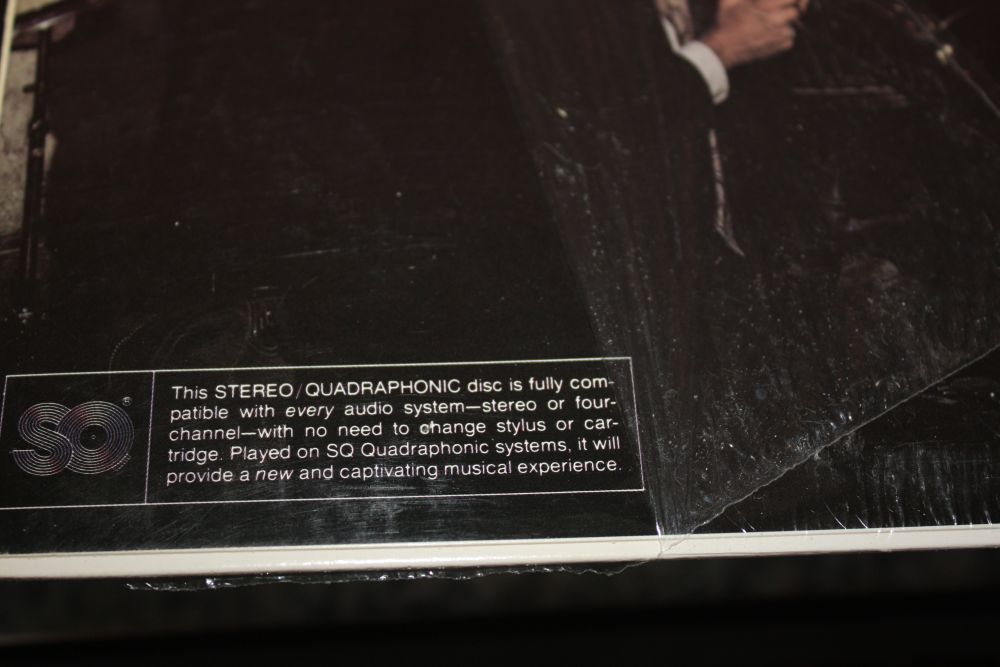 SQ®
This STEREO/QUADRAPHONIC disc is fully com-
patible with every audio system—stereo or four-
channel—with no need to change stylus or car-
tridge. Played on SQ Quadraphonic systems, it will
provide a new and captivating musical experience.